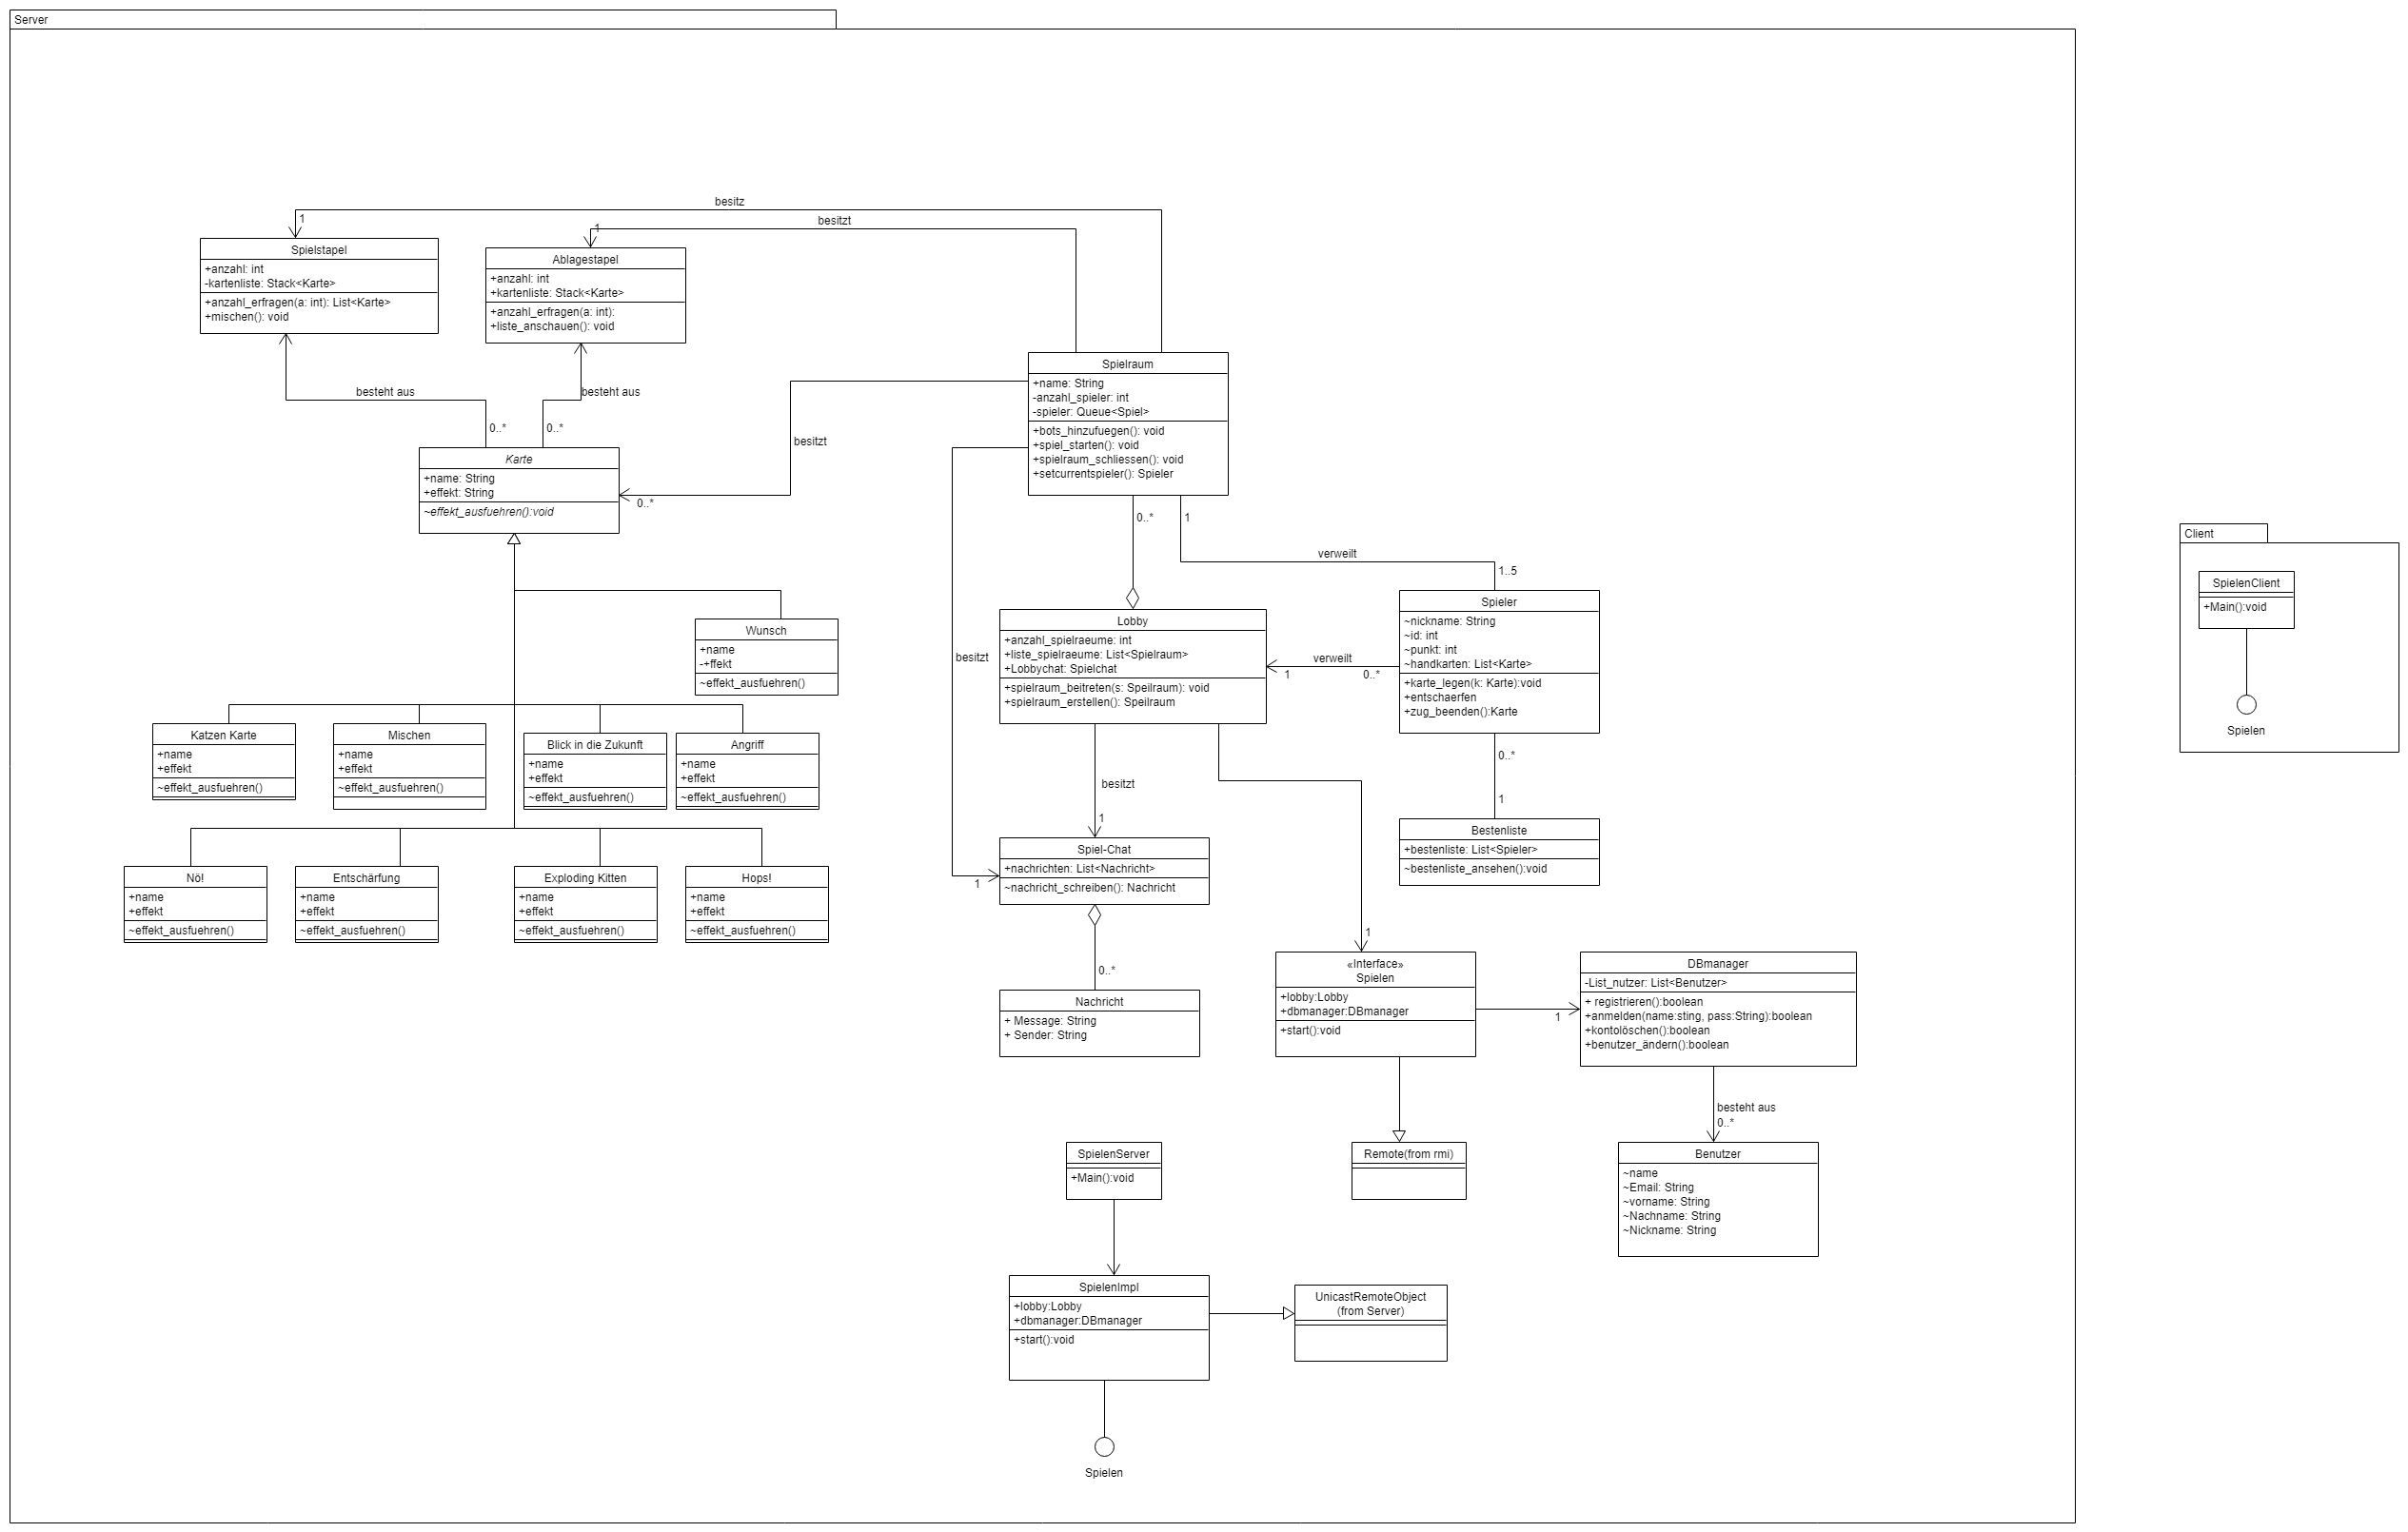 Server
besitz
1
besitzt
1
Spielstapel
+anzahl: int
-kartenliste: Stack<Karte>
+anzahl_erfragen(a: int): List<Karte>
+mischen(): void
Ablagestapel
+anzahl: int
+kartenliste: Stack<Karte>
+anzahl_erfragen(a: int):
+liste_anschauen(): void
besteht aus
0..*
besteht aus
0..*
Spielraum
+name: String
-anzahl_spieler: int
-spieler: Queue<Spiel>
+bots_hinzufuegen(): void
+spiel_starten(): void
+spielraum_schliessen(): void
+setcurrentspieler(): Spieler
besitzt
0..*
Karte
+name: String
+effekt: String
~effekt_ausfuehren():void
0..*
1
verweilt
1..5
Client
SpielenClient
+Main():void
Spielen
Wunsch
+name
-+ffekt
~effekt_ausfuehren()
besitzt
Lobby
+anzahl_spielraeume: int
+liste_spielraeume: List<Spielraum>
+Lobbychat: Spielchat
+spielraum_beitreten(s: Speilraum): void
+spielraum_erstellen(): Speilraum
verweilt
1
0..*
Spieler
~nickname: String
~id: int
~punkt: int
~handkarten: List<Karte>
+karte_legen(k: Karte):void
+entschaerfen
+zug_beenden():Karte
Katzen Karte
+name
+effekt
~effekt_ausfuehren()
Mischen
+name
+effekt
~effekt_ausfuehren()
Blick in die Zukunft
+name
+effekt
~effekt_ausfuehren()
Angriff
+name
+effekt
~effekt_ausfuehren()
besitzt
1
0..*
1
Nö!
+name
+effekt
~effekt_ausfuehren()
Entschärfung
+name
+effekt
~effekt_ausfuehren()
Exploding Kitten
+name
+effekt
~effekt_ausfuehren()
Hops!
+name
+effekt
~effekt_ausfuehren()
1
Spiel-Chat
+nachrichten: List<Nachricht>
~nachricht_schreiben(): Nachricht
Bestenliste
+bestenliste: List<Spieler>
~bestenliste_ansehen():void
0..*
1
Nachricht
+ Message: String
+ Sender: String
«Interface»
Spielen
+lobby:Lobby
+dbmanager:DBmanager
+start():void
1
DBmanager
-List_nutzer: List<Benutzer>
+ registrieren():boolean
+anmelden(name:sting, pass:String):boolean
+kontolöschen():boolean
+benutzer_ändern():boolean
besteht aus
0..*
SpielenServer
+Main():void
Remote(from rmi)
Benutzer
~name
~Email: String
~vorname: String
~Nachname: String
~Nickname: String
SpielenImpl
+lobby:Lobby
+dbmanager:DBmanager
+start():void
UnicastRemoteObject
(from Server)
Spielen